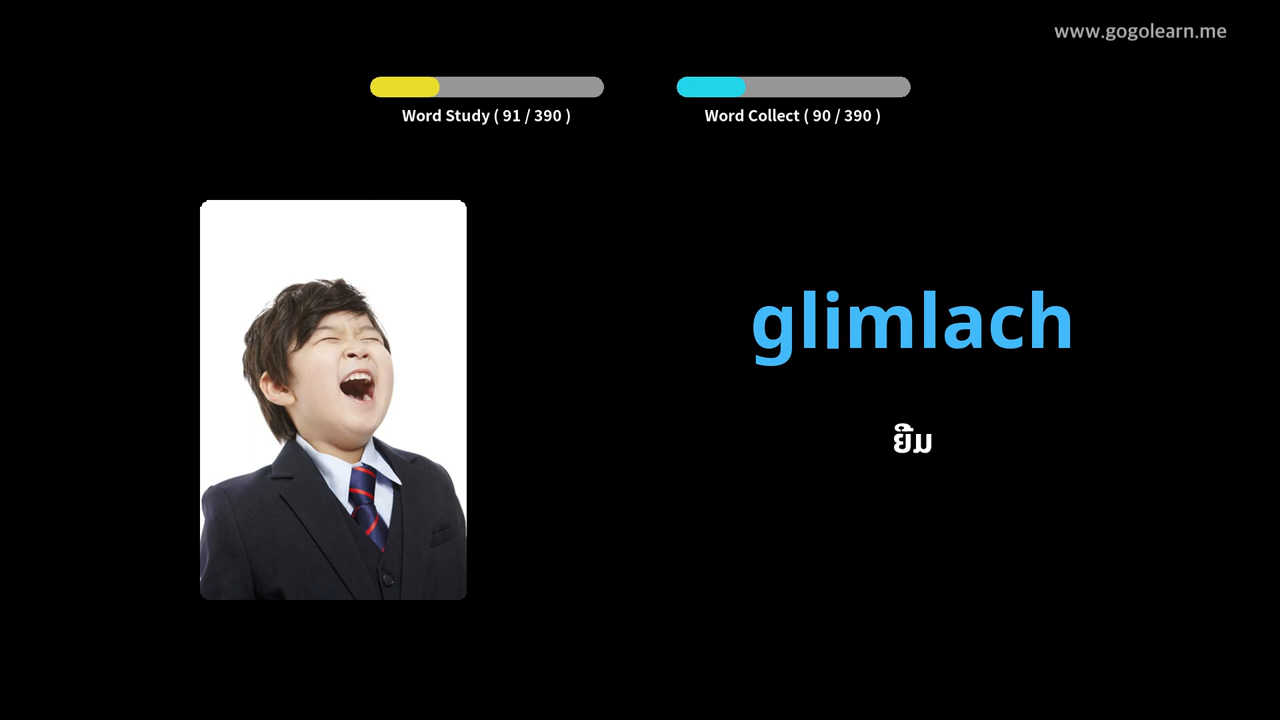 www.gogolearn.me
Word Study ( 91 / 390 )
Word Collect ( 90 / 390 )
glimlach
ຍີ້ມ